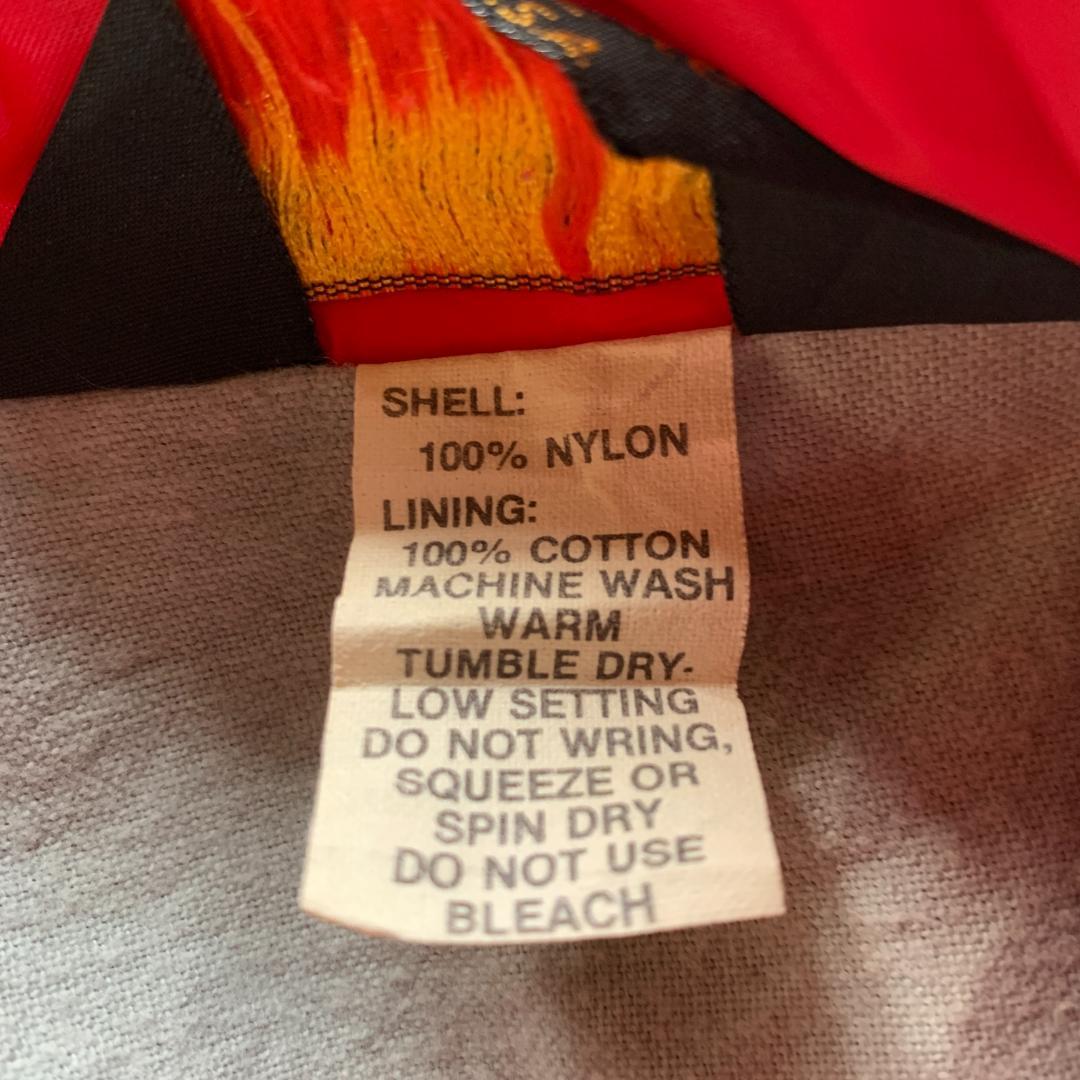 SHELL:
100% NYLON
LINING:
100% COTTON
MACHINE WASH
WARM
TUMBLE DRY-
LOW SETTING
DO NOT WRING,
SQUEEZE OR
SPIN DRY
DO NOT USE
BLEACH